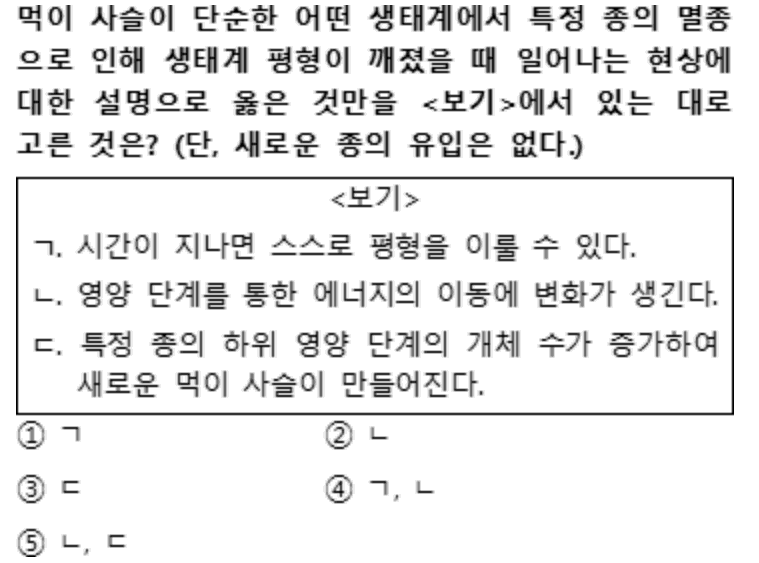 먹이 사슬이 단순한 어떤 생태계에서 특정 종의 멸종
으로 인해 생태계 평형이 깨졌을 때 일어나는 현상에
대한 설명으로 옳은 것만을 <보기>에서 있는 대로
고른 것은? (단, 새로운 종의 유입은 없다.)
<보기>
ㄱ. 시간이 지나면 스스로 평형을 이룰 수 있다.
ㄴ. 영양 단계를 통한 에너지의 이동에 변화가 생긴다.
ㄷ. 특정 종의 하위 영양 단계의 개체 수가 증가하여
새로운 먹이 사슬이 만들어진다.
① ㄱ ② ㄴ
③ ㄷ ④ ㄱ, ㄴ
⑤ ㄴ, ㄷ